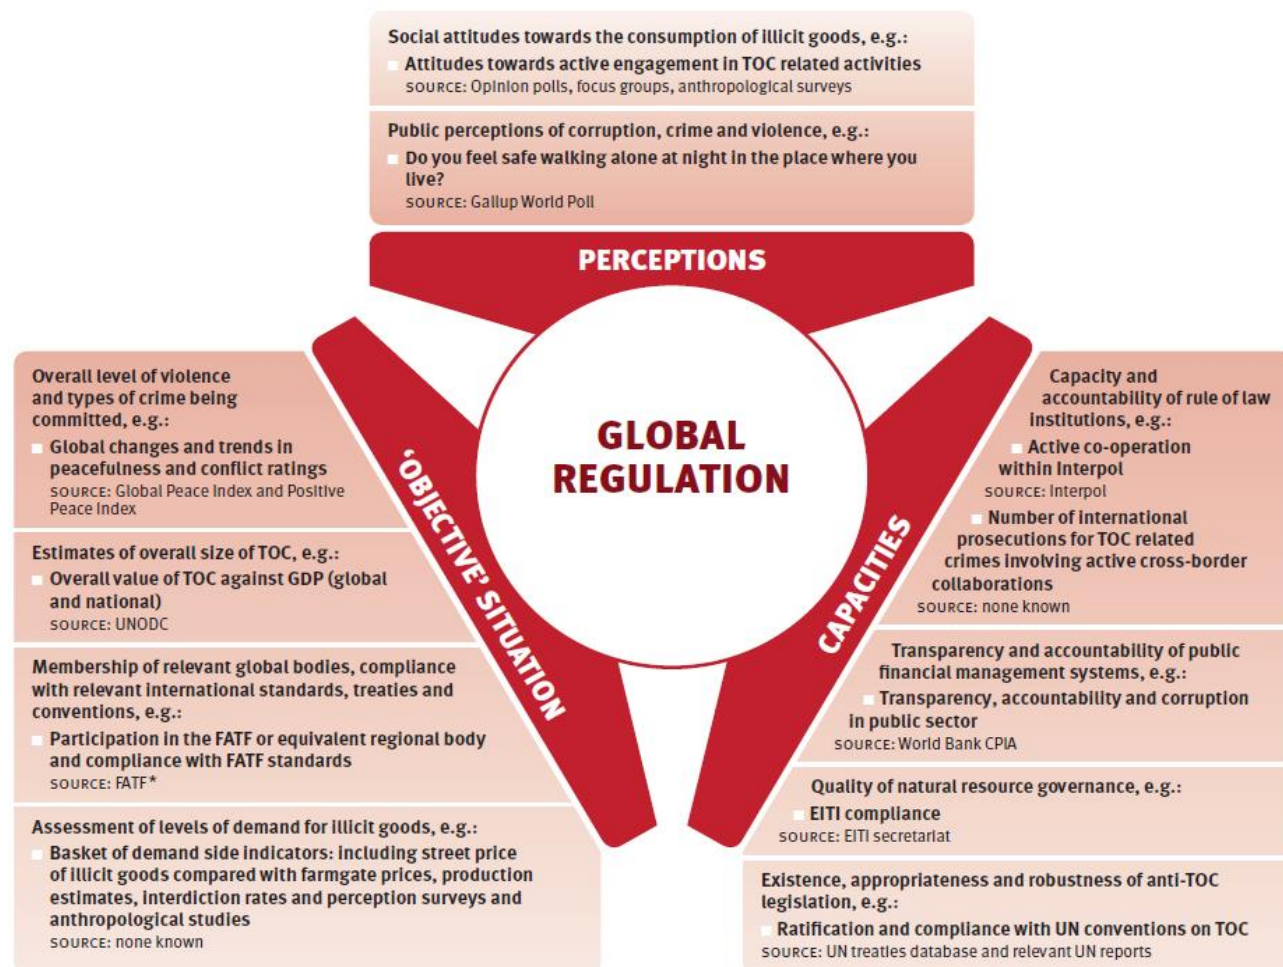 Social attitudes towards the consumption of illicit goods, e.g.:
Attitudes towards active engagement in TOC related activities
SOURCE: Opinion polls, focus groups, anthropological surveys
Public perceptions of corruption, crime and violence, e.g.:
Do you feel safe walking alone at night in the place where you
live?
SOURCE: Gallup World Poll
PERCEPTIONS
GLOBAL
REGULATION
'OBJECTIVE' SITUATION
Overall level of violence
and types of crime being
committed, e.g.:
Global changes and trends in
peacefulness and conflict ratings
SOURCE: Global Peace Index and Positive
Peace Index
Estimates of overall size of TOC, e.g.:
Overall value of TOC against GDP (global
and national)
SOURCE: UNODC
Membership of relevant global bodies, compliance
with relevant international standards, treaties and
conventions, e.g.:
Participation in the FATF or equivalent regional body
and compliance with FATF standards
SOURCE: FATF*
Assessment of levels of demand for illicit goods, e.g.:
Basket of demand side indicators: including street price
of illicit goods compared with farmgate prices, production
estimates, interdiction rates and perception surveys and
anthropological studies
SOURCE: none known
CAPACITIES
Capacity and
accountability of rule of law
institutions, e.g.:
Active co-operation
within Interpol
SOURCE: Interpol
Number of international
prosecutions for TOC related
crimes involving active cross-border
collaborations
SOURCE: none known
Transparency and accountability of public
financial management systems, e.g.:
Transparency, accountability and corruption
in public sector
SOURCE: World Bank CPIA
Quality of natural resource governance, e.g.:
EITI compliance
SOURCE: EITI secretariat
Existence, appropriateness and robustness of anti-TOC
legislation, e.g.:
Ratification and compliance with UN conventions on TOC
SOURCE: UN treaties database and relevant UN reports